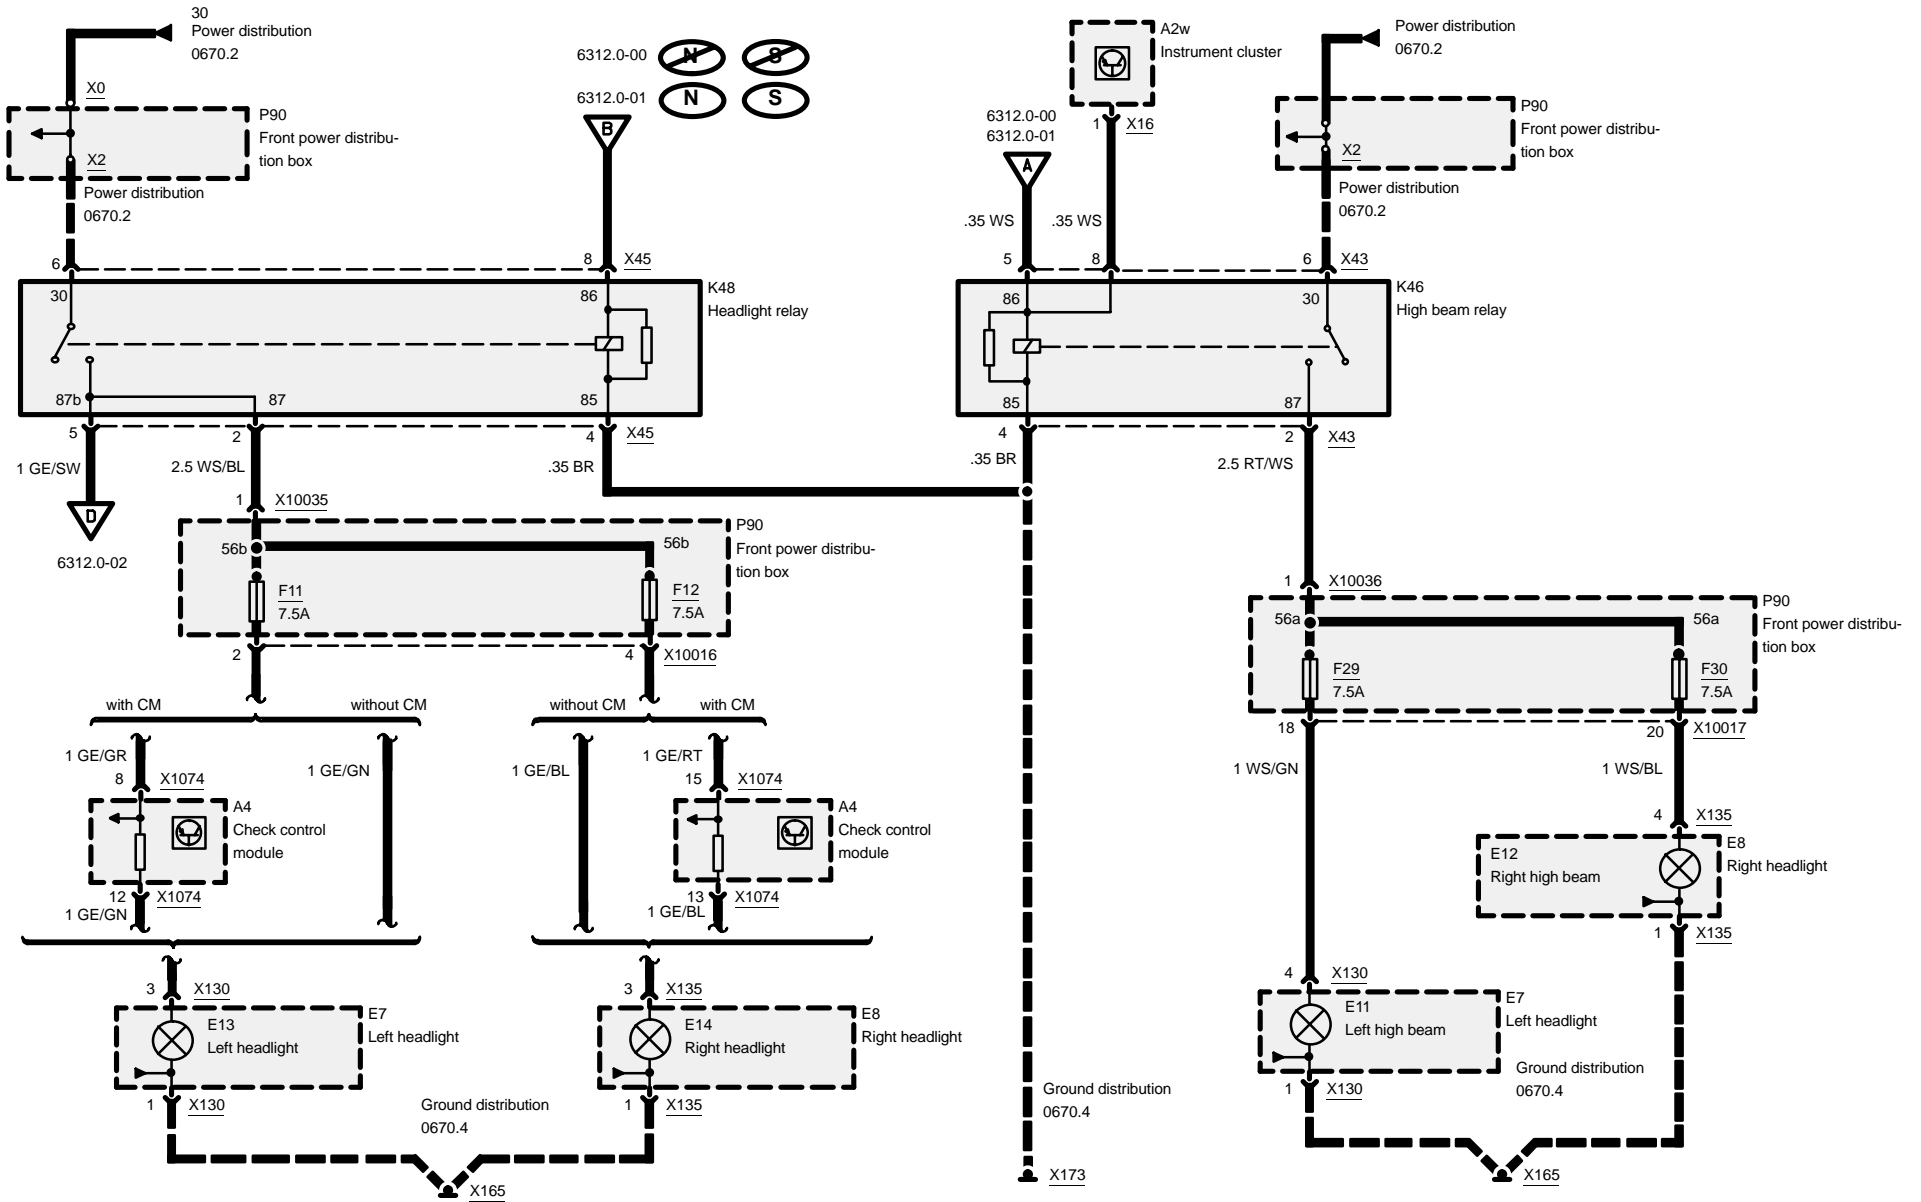 30
Power distribution
0670.2
X0
P90
Front power distribu-
tion box
X2
Power distribution
0670.2
6312.0-00
N
S
6312.0-01
N
S
B
6312.0-00
6312.0-01
A
A2w
Instrument cluster
1
X16
Power distribution
0670.2
P90
Front power distribu-
tion box
X2
Power distribution
0670.2
.35 WS
.35 WS
6
8
X45
5
8
6
X43
30
86
K48
Headlight relay
86
30
K46
High beam relay
87b
87
85
85
87
5
2
4
X45
4
2
X43
1 GE/SW
2.5 WS/BL
.35 BR
.35 BR
2.5 RT/WS
D
6312.0-02
1
X10035
56b
56b
P90
Front power distribu-
tion box
F11
7.5A
F12
7.5A
2
4
X10016
1
X10036
56a
56a
P90
Front power distribu-
tion box
F29
7.5A
F30
7.5A
18
20
X10017
with CM
without CM
without CM
with CM
1 GE/GR
1 GE/GN
1 GE/BL
1 GE/RT
1 WS/GN
1 WS/BL
8
X1074
15
X1074
A4
Check control
module
A4
Check control
module
12
X1074
13
X1074
1 GE/GN
1 GE/BL
4
X135
E12
Right high beam
E8
Right headlight
1
X135
3
X130
3
X135
4
X130
E13
Left headlight
E7
Left headlight
E14
Right headlight
E8
Right headlight
E11
Left high beam
E7
Left headlight
1
X130
1
X135
1
X130
Ground distribution
0670.4
Ground distribution
0670.4
Ground distribution
0670.4
X165
X173
X165